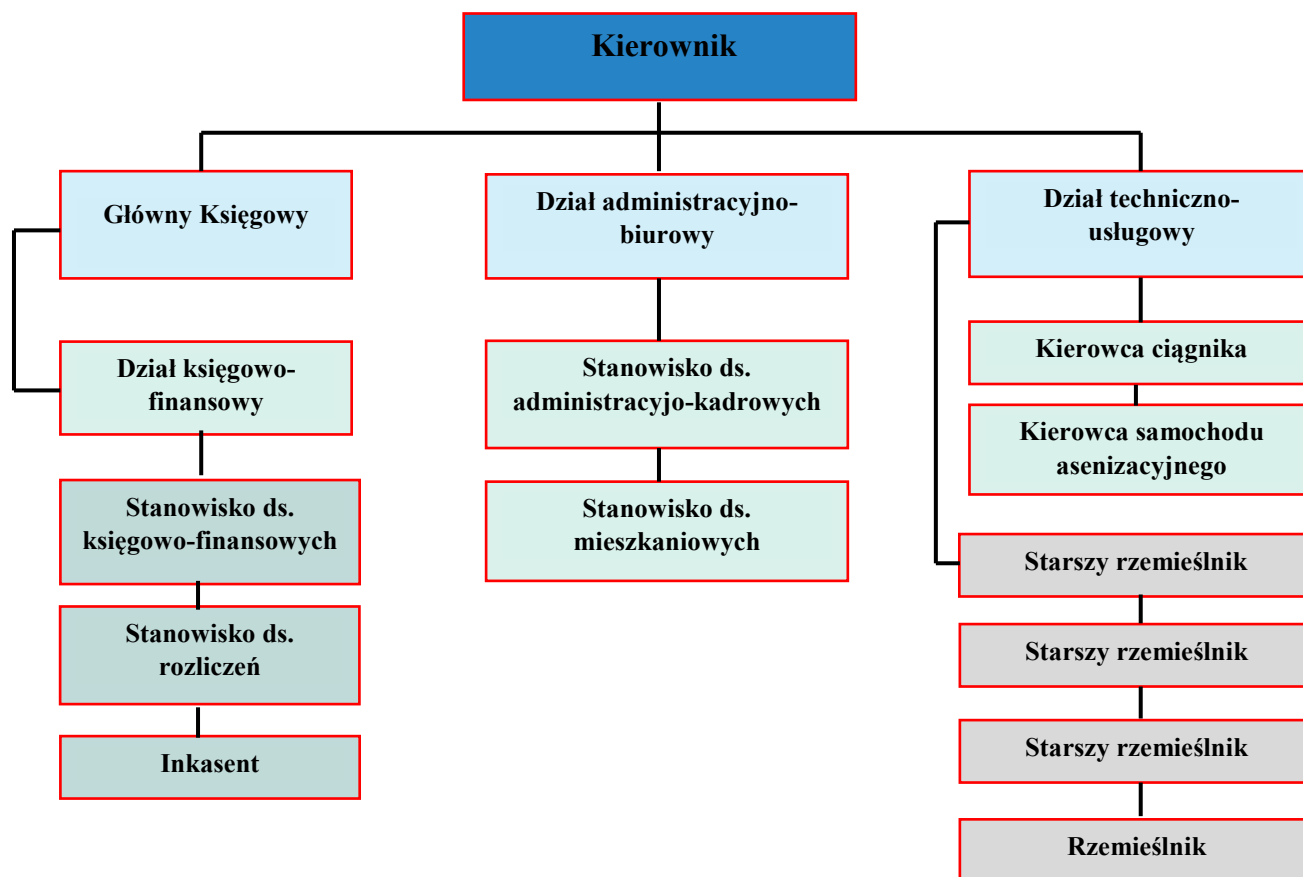 Kierownik
Główny Księgowy
Dział księgowo-
finansowy
Stanowisko ds.
księgowo-finansowych
Stanowisko ds.
rozliczeń
Inkasent
Dział administracyjno-
biurowy
Stanowisko ds.
administracyjo-kadrowych
Stanowisko ds.
mieszkaniowych
Dział techniczno-
usługowy
Kierowca ciągnika
Kierowca samochodu
asenizacyjnego
Starszy rzemieślnik
Starszy rzemieślnik
Starszy rzemieślnik
Rzemieślnik